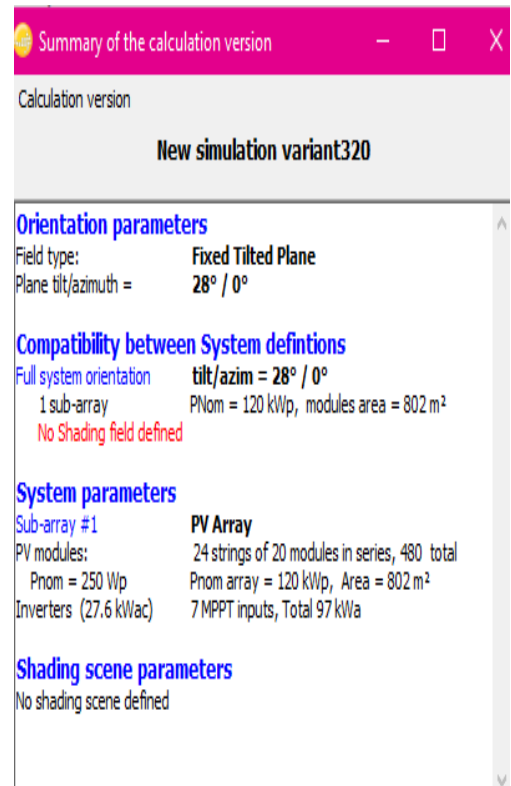 Summary of the calculation version
Calculation version
New simulation variant320
Orientation parameters
Field type: Fixed Tilted Plane
Plane tilt/azimuth = 28° / 0°
Compatibility between System defintions
Full system orientation tilt/azim = 28° / 0°
1 sub-array PNom = 120 kWp, modules area = 802 m²
No Shading field defined
System parameters
Sub-array #1 PV Array
PV modules: 24 strings of 20 modules in series, 480 total
Pnom = 250 Wp Pnom array = 120 kWp, Area = 802 m²
Inverters (27.6 kWac) 7 MPPT inputs, Total 97 kWa
Shading scene parameters
No shading scene defined